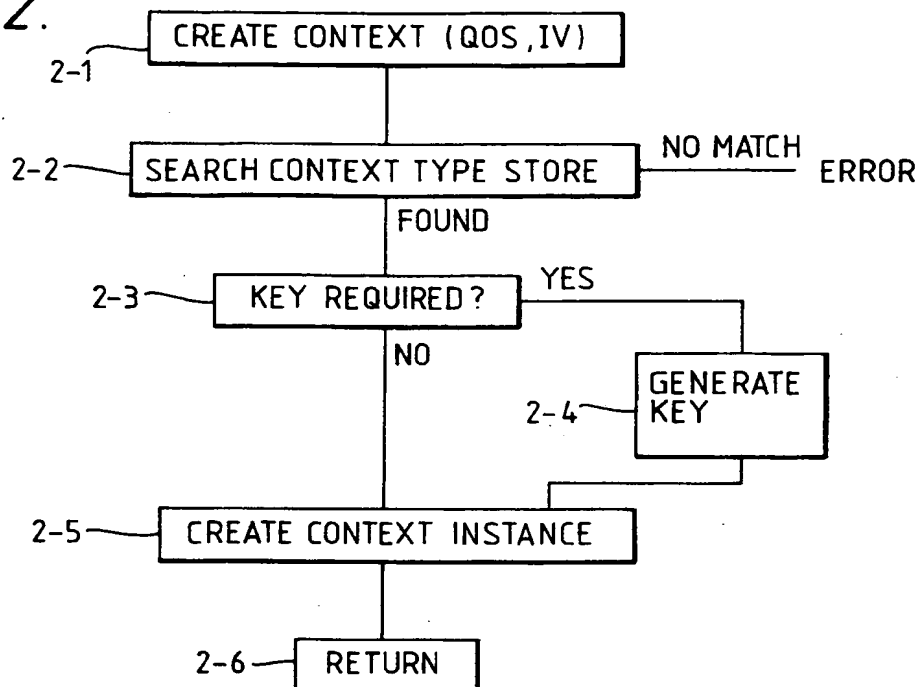 2.
CREATE CONTEXT (QOS,IV)
2-1
NO MATCH
2-2
SEARCH CONTEXT TYPE STORE
ERROR
FOUND
YES
2-3
KEY REQUIRED?
NO
GENERATE
KEY
2-4
2-5
CREATE CONTEXT INSTANCE
2-6
RETURN